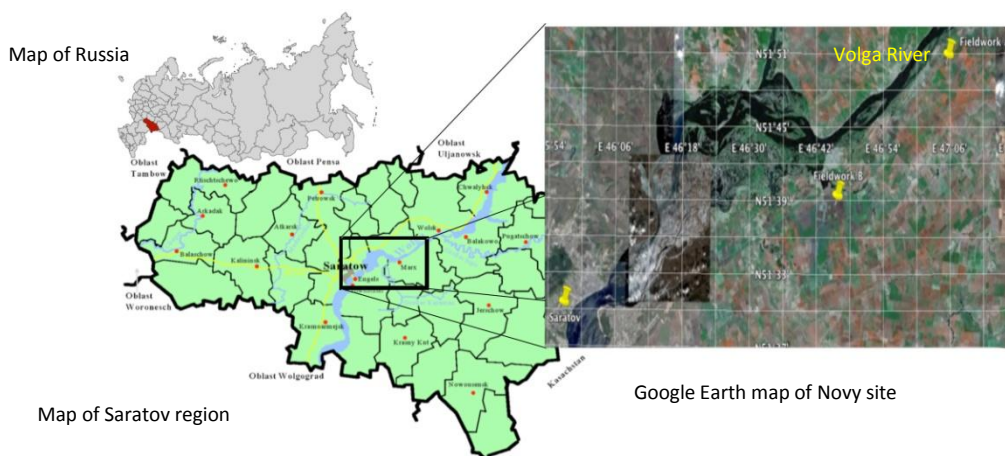 Map of Russia
Volga River
Fieldwork
N51°51
N51°45
E 46 06
E 46 18
E 46 30
E 46 42
E 46 54
E 47 06
Fieldwork B
N51°39
N51°33
Saratov
Oblast
Tambow
Oblast Pensa
Oblast
Uljanowsk
Petrowsk
Chwalynsk
Arkadak
Atkarsk
Wolsk
Balakowo
Pugatschow
Balaschow
Kalininsk
Saratow
Marx
Engels
Oblast
Woronesch
Krasnoarmejsk
Jerschow
Krasny Kut
Oblast Wolgograd
Nowousensk
Kasachstan
Map of Saratov region
Google Earth map of Novy site